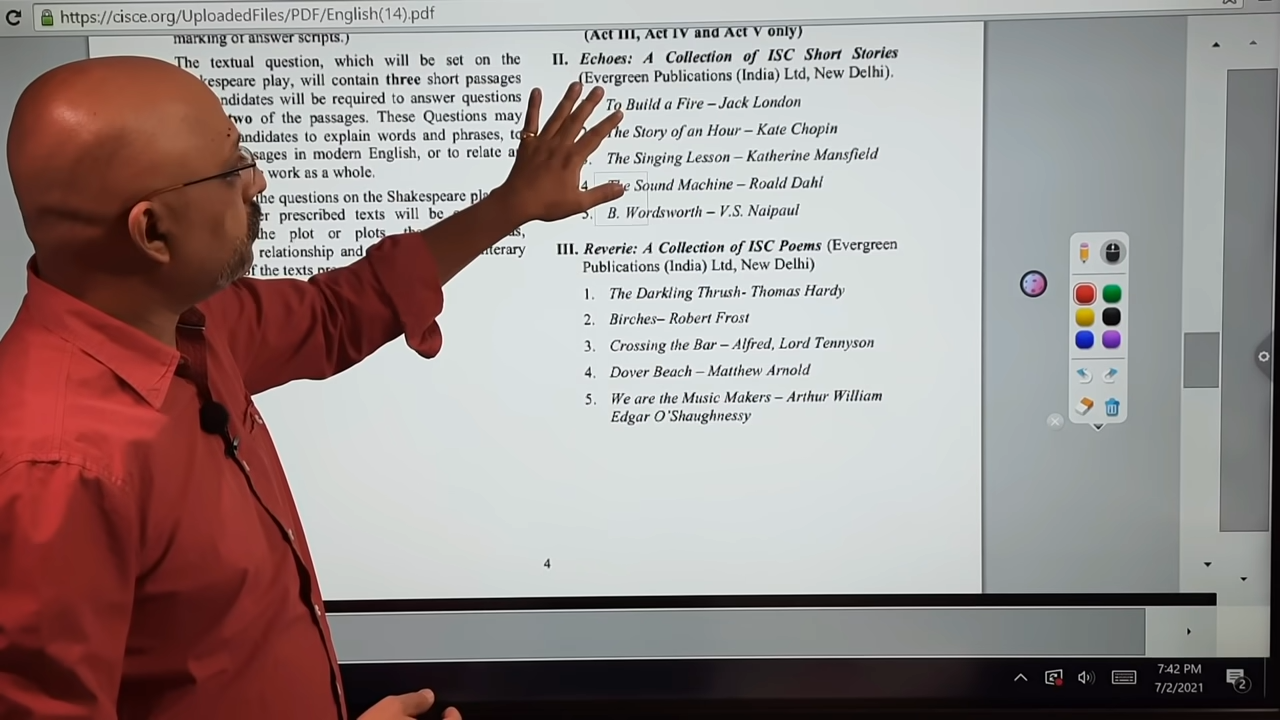 https://cisce.org/UploadedFiles/PDF/English(14).pdf
marking of answer scripts.)
The textual question, which will be set on the
play, will contain three short passages
will be required to answer questions
two of the passages. These Questions may
to explain words and phrases, to
in modern English, or to relate
work as a whole.
the questions on the Shakespeare
prescribed texts will be
the plot or plots,
relationship and
of the texts
(Act III, Act IV and Act V only)
II. Echoes: A Collection of ISC Short Stories
(Evergreen Publications (India) Ltd, New Delhi).
To Build a Fire – Jack London
The Story of an Hour – Kate Chopin
The Singing Lesson – Katherine Mansfield
4 The Sound Machine – Roald Dahl
5. B. Wordsworth – V.S. Naipaul
III. Reverie: A Collection of ISC Poems (Evergreen
Publications (India) Ltd, New Delhi)
1. The Darkling Thrush- Thomas Hardy
2. Birches– Robert Frost
3. Crossing the Bar – Alfred, Lord Tennyson
4. Dover Beach – Matthew Arnold
5. We are the Music Makers – Arthur William
Edgar O'Shaughnessy
4
7:42 PM
7/2/2021
2